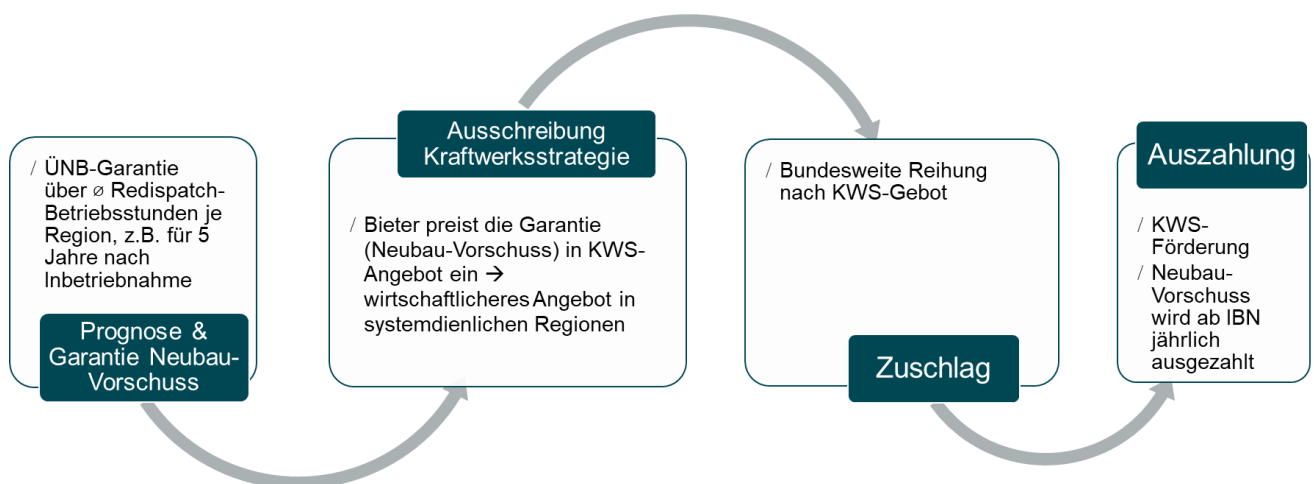 / ÜNB-Garantie
über ⌀ Redispatch-
Betriebsstunden je
Region, z.B. für 5
Jahre nach
Inbetriebnahme
Prognose &
Garantie Neubau-
Vorschuss
Ausschreibung
Kraftwerksstrategie
/ Bieter preist die Garantie
(Neubau-Vorschuss) in KWS-
Angebot ein →
wirtschaftlicheres Angebot in
systemdienlichen Regionen
/ Bundesweite Reihung
nach KWS-Gebot
Zuschlag
Auszahlung
/ KWS-
Förderung
/ Neubau-
Vorschuss
wird ab IBN
jährlich
ausgezahlt